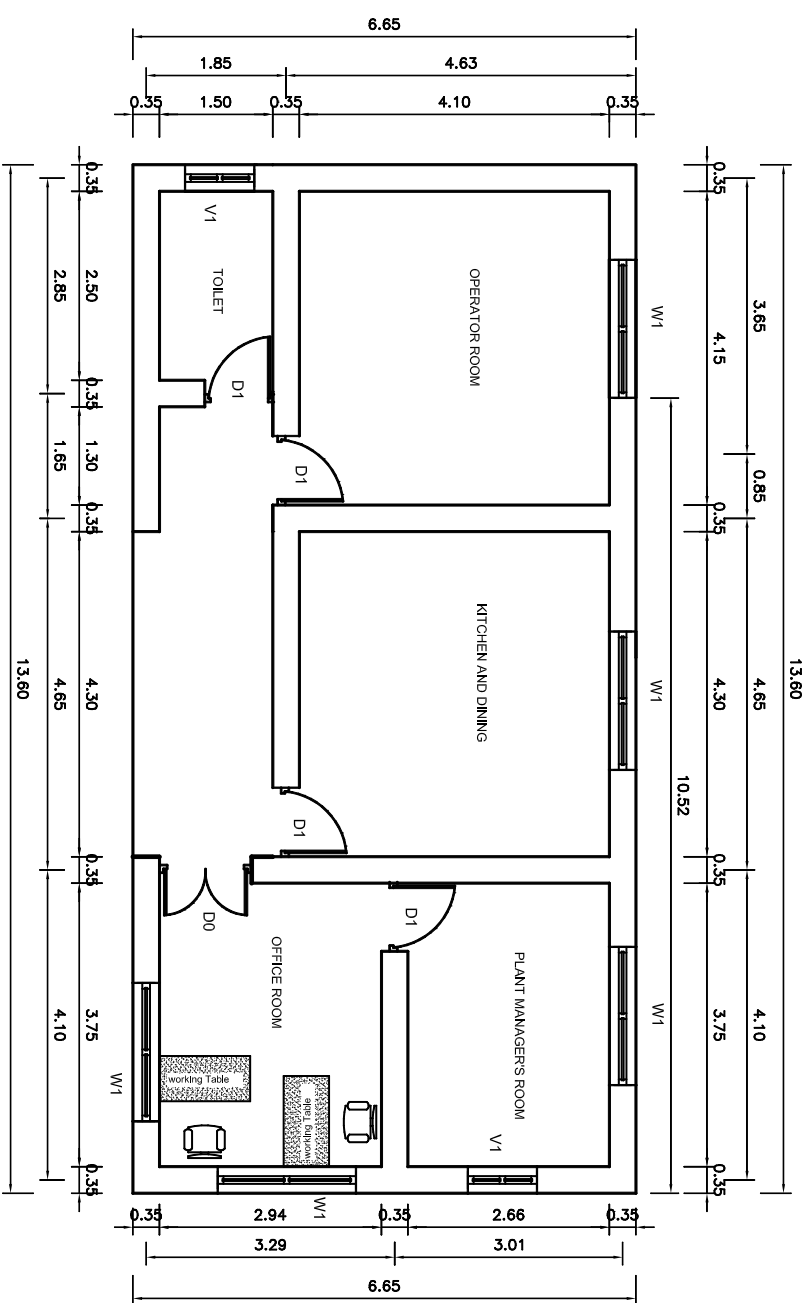 6.65
1.85
4.63
0.35
1.50
0.35
4.10
0.35
13.60
3.65
0.85
4.65
4.10
0.35
4.15
0.35
4.30
0.35
3.75
0.35
10.52
W1
W1
W1
OPERATOR ROOM
KITCHEN AND DINING
PLANT MANAGER'S ROOM
V1
D1
D1
D1
TOILET
V1
D1
D0
OFFICE ROOM
working Table
working Table
W1
W1
0.35
2.50
0.35
1.30
0.35
4.30
0.35
3.75
0.35
2.85
1.65
4.65
4.10
13.60
0.35
2.94
0.35
2.66
0.35
3.29
3.01
6.65